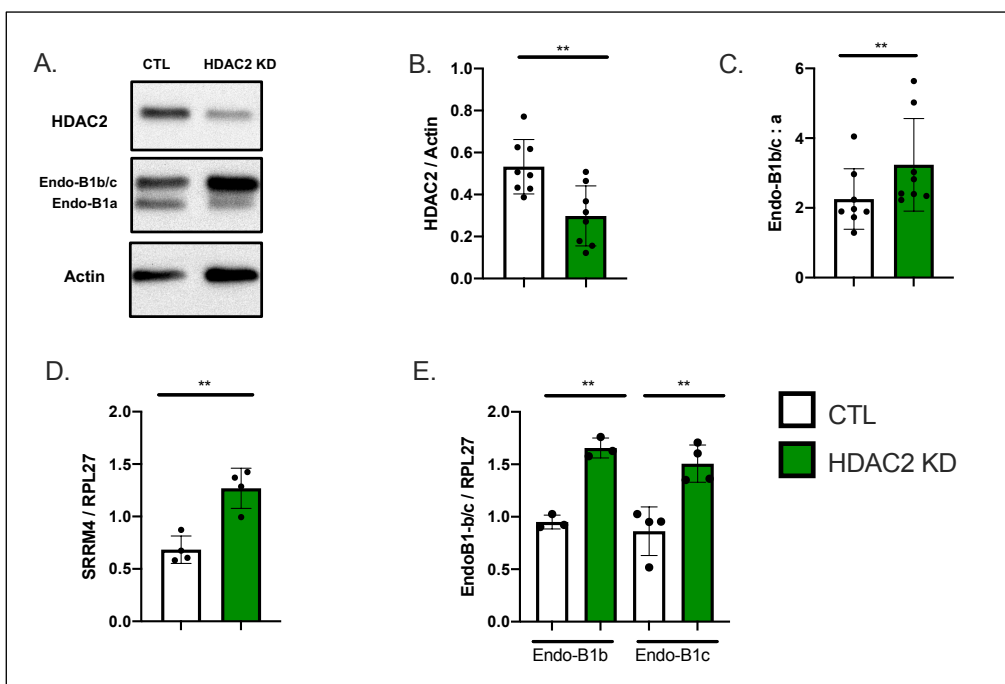 A.
CTL HDAC2 KD
HDAC2
Endo-B1b/c
Endo-B1a
Actin
B.
**
HDAC2 / Actin
1.0
0.8
0.6
0.4
0.2
0.0
C.
**
Endo-B1b/c : a
6
4
2
0
D.
**
SRRM4 / RPL27
2.0
1.5
1.0
0.5
0.0
E.
** **
EndoB1-b/c / RPL27
2.0
1.5
1.0
0.5
0.0
Endo-B1b Endo-B1c
CTL
HDAC2 KD